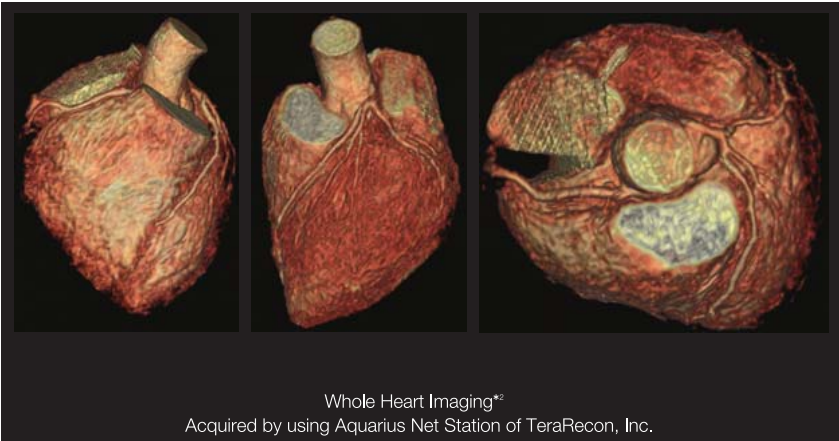 Whole Heart Imaging*2
Acquired by using Aquarius Net Station of TeraRecon, Inc.